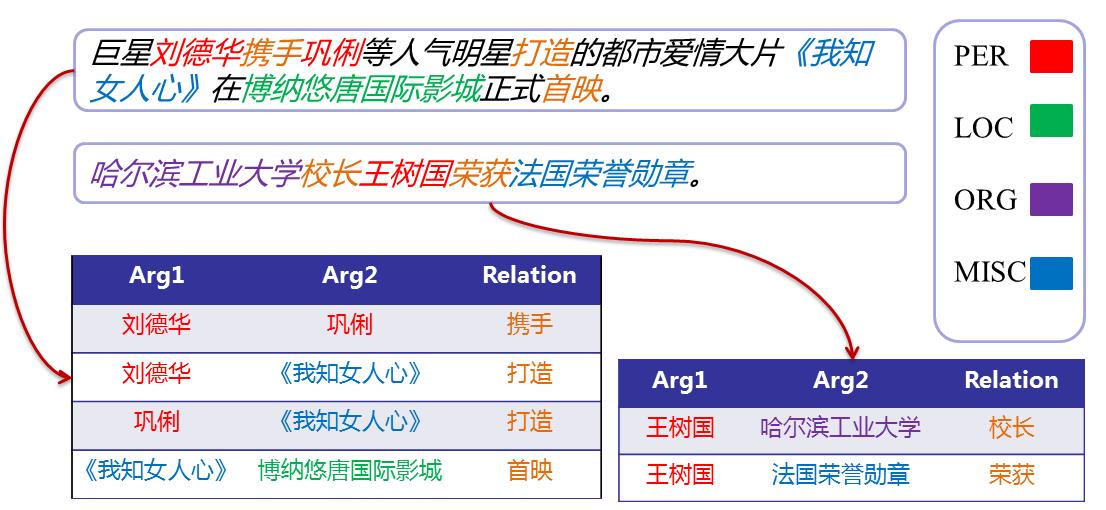 巨星刘德华携手巩俐等人气明星打造的都市爱情大片《我知
女人心》在博纳悠唐国际影城正式首映。
哈尔滨工业大学校长王树国荣获法国荣誉勋章。
PER
LOC
ORG
MISC
Arg1 Arg2 Relation
刘德华 巩俐 携手
刘德华 《我知女人心》 打造
巩俐 《我知女人心》 打造
《我知女人心》 博纳悠唐国际影城 首映
Arg1 Arg2 Relation
王树国 哈尔滨工业大学 校长
王树国 法国荣誉勋章 荣获